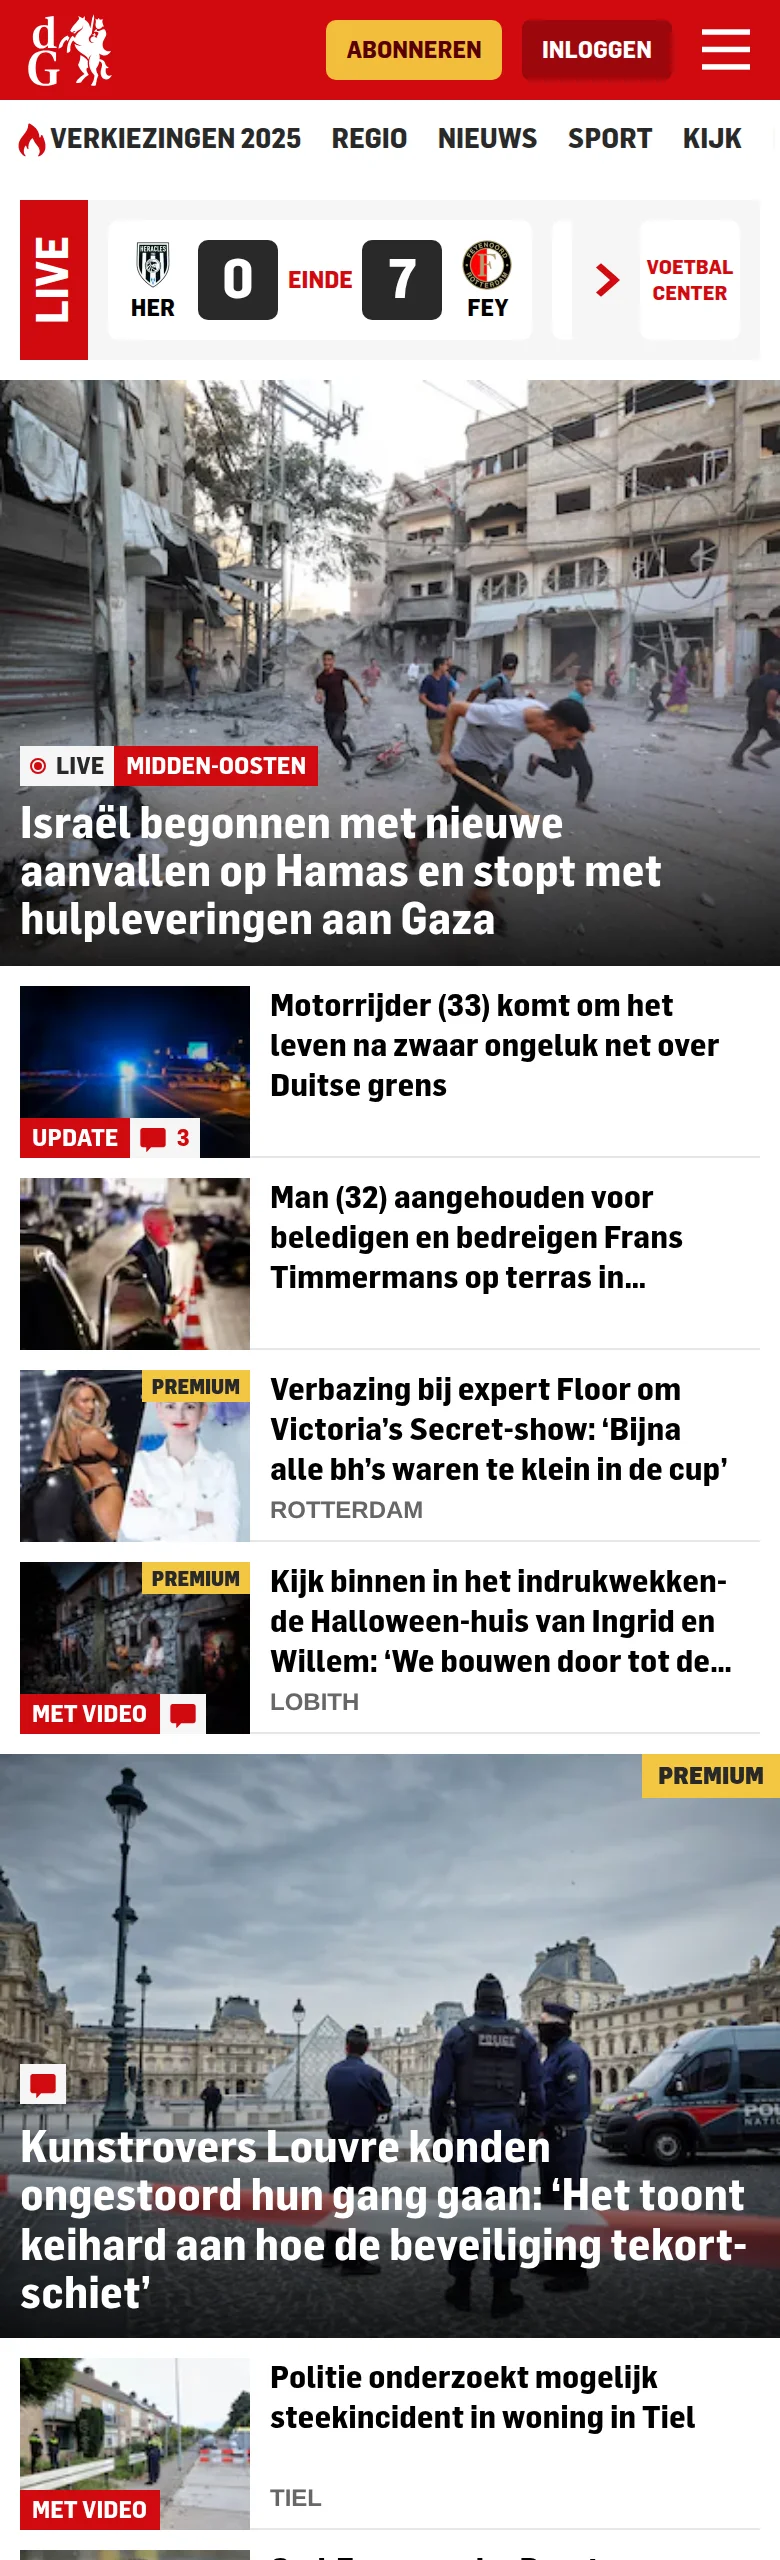 dG
ABONNEREN
INLOGGEN
VERKIEZINGEN 2025 REGIO NIEUWS SPORT KIJK
LIVE
HERACLES
HER
0
EINDE
7
FEYENOORD
ROTTERDAM
FEY
VOETBAL
CENTER
LIVE MIDDEN-OOSTEN
Israël begonnen met nieuwe
aanvallen op Hamas en stopt met
hulpleveringen aan Gaza
UPDATE 3
Motorrijder (33) komt om het
leven na zwaar ongeluk net over
Duitse grens
Man (32) aangehouden voor
beledigen en bedreigen Frans
Timmermans op terras in...
PREMIUM
Verbazing bij expert Floor om
Victoria’s Secret-show: ‘Bijna
alle bh’s waren te klein in de cup’
ROTTERDAM
PREMIUM
MET VIDEO
Kijk binnen in het indrukwekken-
de Halloween-huis van Ingrid en
Willem: ‘We bouwen door tot de...
LOBITH
PREMIUM
POLICE
Kunstrovers Louvre konden
ongestoord hun gang gaan: ‘Het toont
keihard aan hoe de beveiliging tekort-
schiet’
MET VIDEO
Politie onderzoekt mogelijk
steekincident in woning in Tiel
TIEL